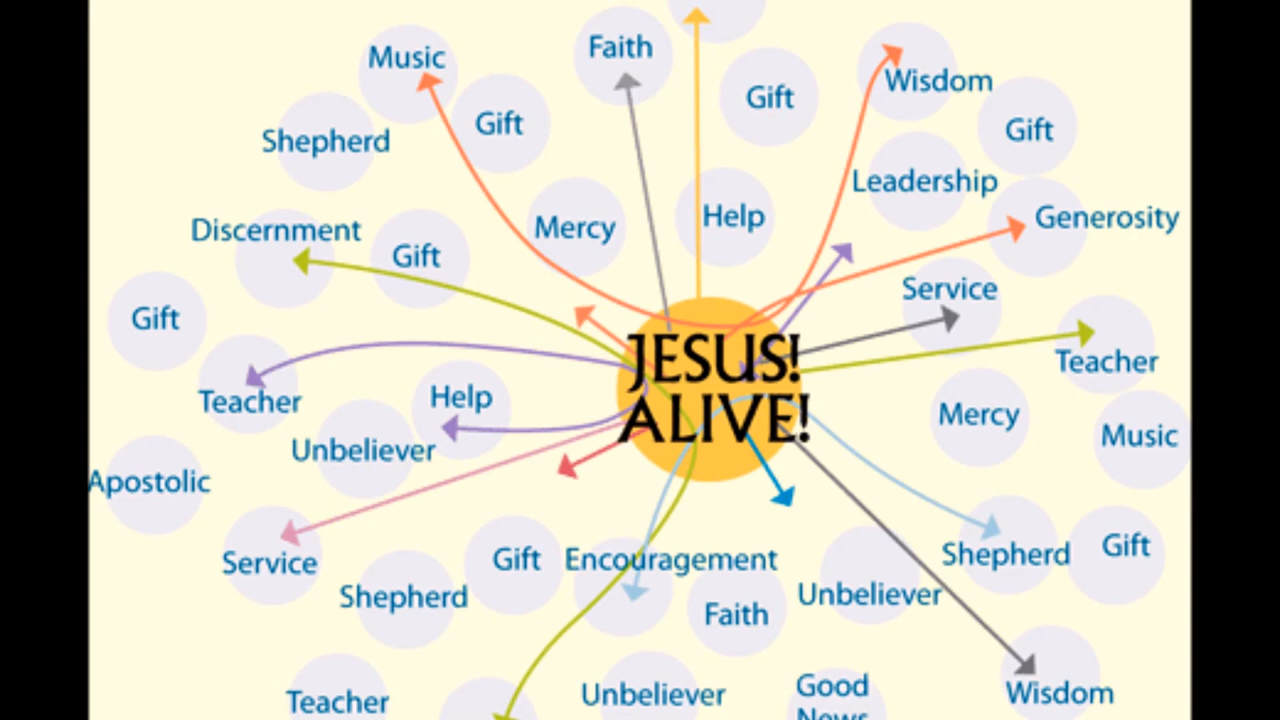 Faith
Music
Wisdom
Gift
Gift
Gift
Shepherd
Leadership
Help
Generosity
Mercy
Discernment
Gift
Service
Gift
JESUS!
Teacher
Teacher
Help
ALIVE!
Mercy
Music
Unbeliever
Apostolic
Gift
Shepherd
Gift
Encouragement
Service
Shepherd
Unbeliever
Faith
Good
News
Wisdom
Unbeliever
Teacher